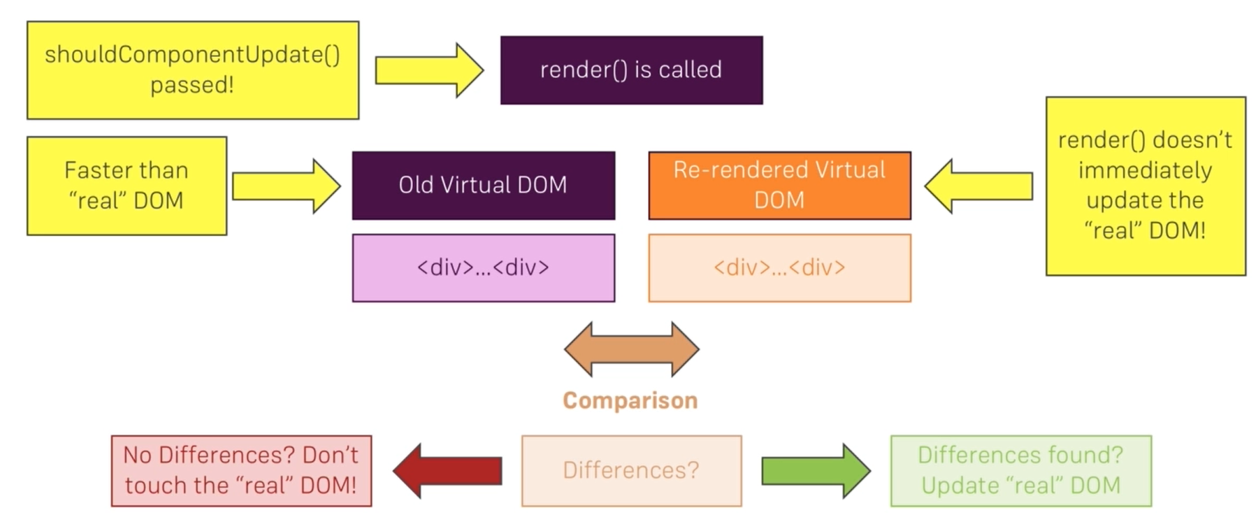 shouldComponentUpdate()
passed!
render() is called
render() doesn't
immediately
update the
"real" DOM!
Faster than
"real" DOM
Old Virtual DOM
Re-rendered Virtual
DOM
<div>...<div>
<div>...<div>
Comparison
No Differences? Don't
touch the "real" DOM!
Differences?
Differences found?
Update "real" DOM